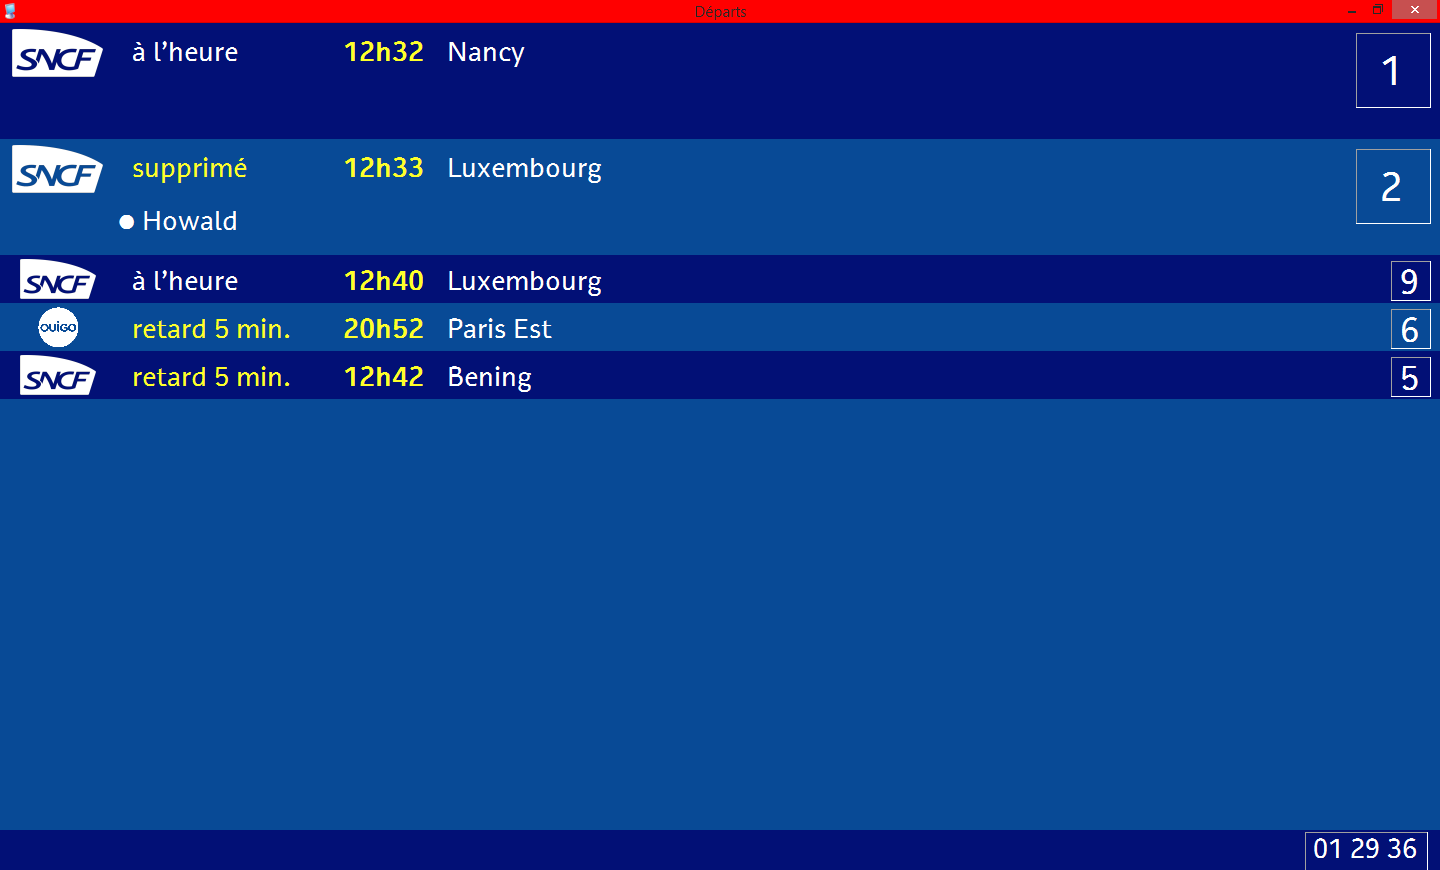 Départs
SNCF à l'heure 12h32 Nancy 1
SNCF supprimé 12h33 Luxembourg 2
● Howald
SNCF à l'heure 12h40 Luxembourg 9
OUIGO retard 5 min. 20h52 Paris Est 6
SNCF retard 5 min. 12h42 Bening 5
01 29 36